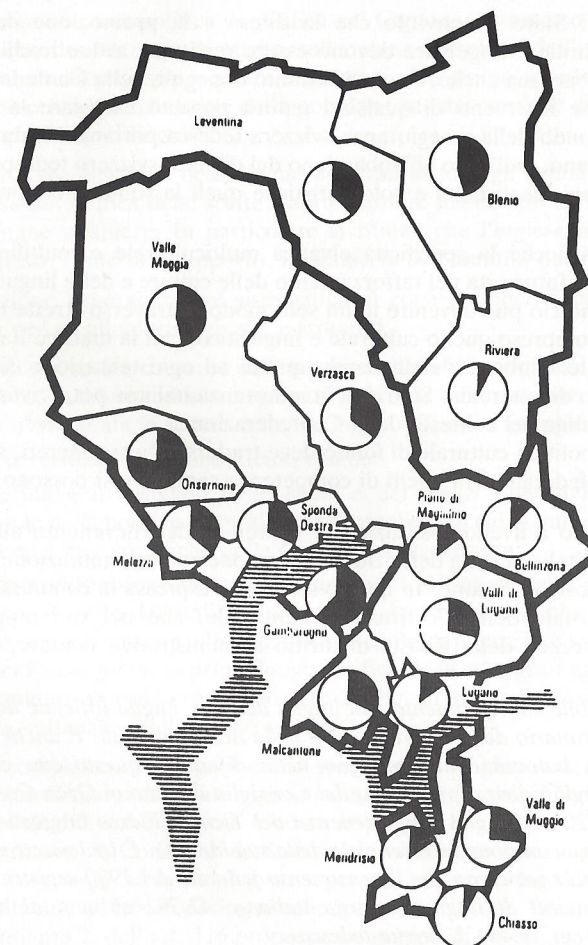 Leventina
Blenio
Valle
Maggia
Riviera
Verzasca
Onsernone
Sponda
Destra
Piano di
Magadino
Melezza
Bellinzona
Valli di
Lugano
Gambarogno
Lugano
Malcantone
Valle di
Muggio
Mendrisio
Chiasso